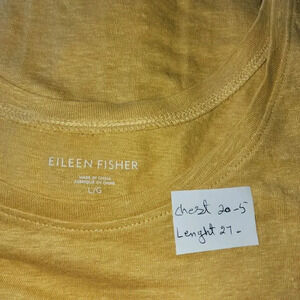 EILEEN FISHER
MADE IN CHINA
FABRIQUÉ EN CHINE
L/G
Chest 20-5
Lenght 27-